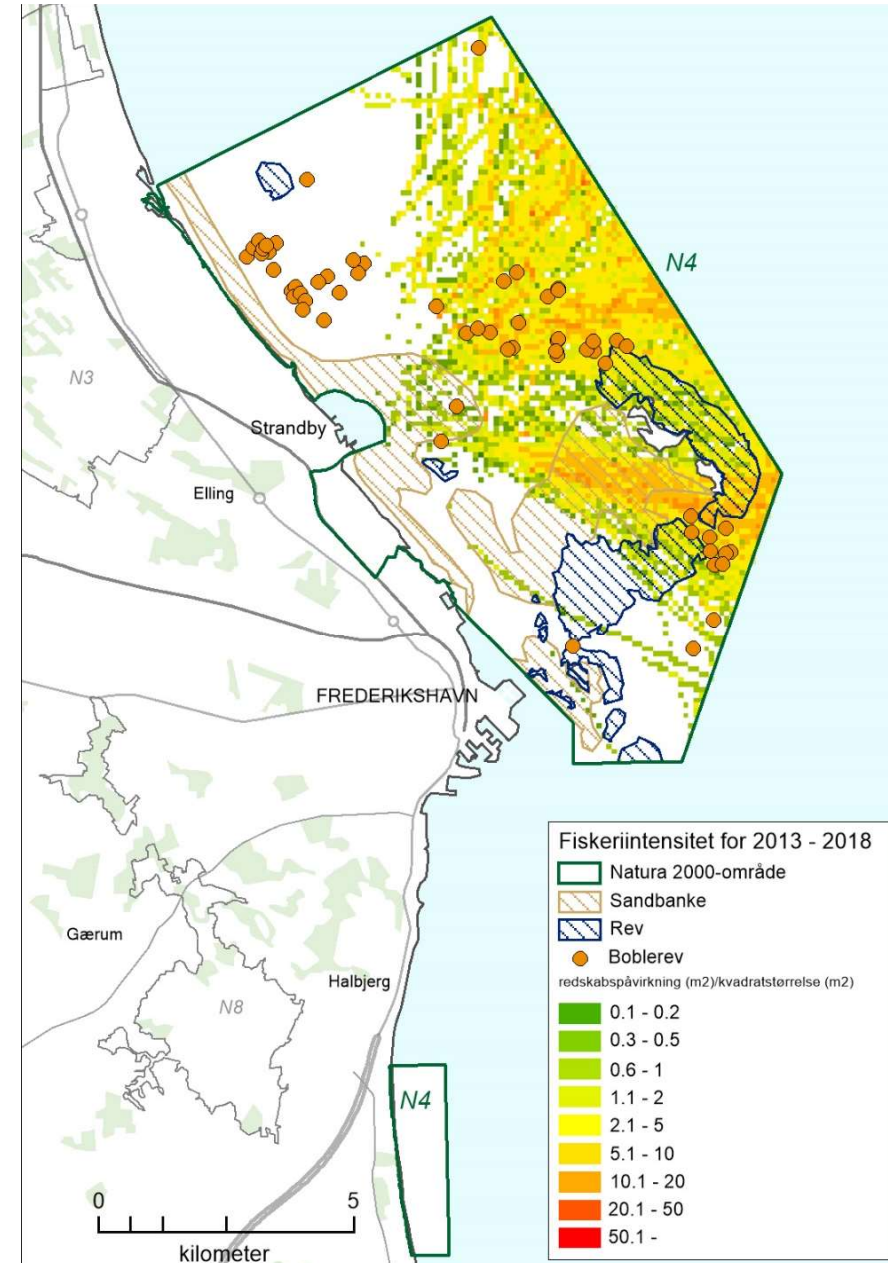 N4
N3
Strandby
Elling
FREDERIKSHAVN
Gærum
Halbjerg
N8
N4
0 5
kilometer
Fiskeriintensitet for 2013 - 2018
Natura 2000-område
Sandbanke
Rev
Boblerev
redskabspåvirkning (m2)/kvadratstørrelse (m2)
0.1 - 0.2
0.3 - 0.5
0.6 - 1
1.1 - 2
2.1 - 5
5.1 - 10
10.1 - 20
20.1 - 50
50.1 -